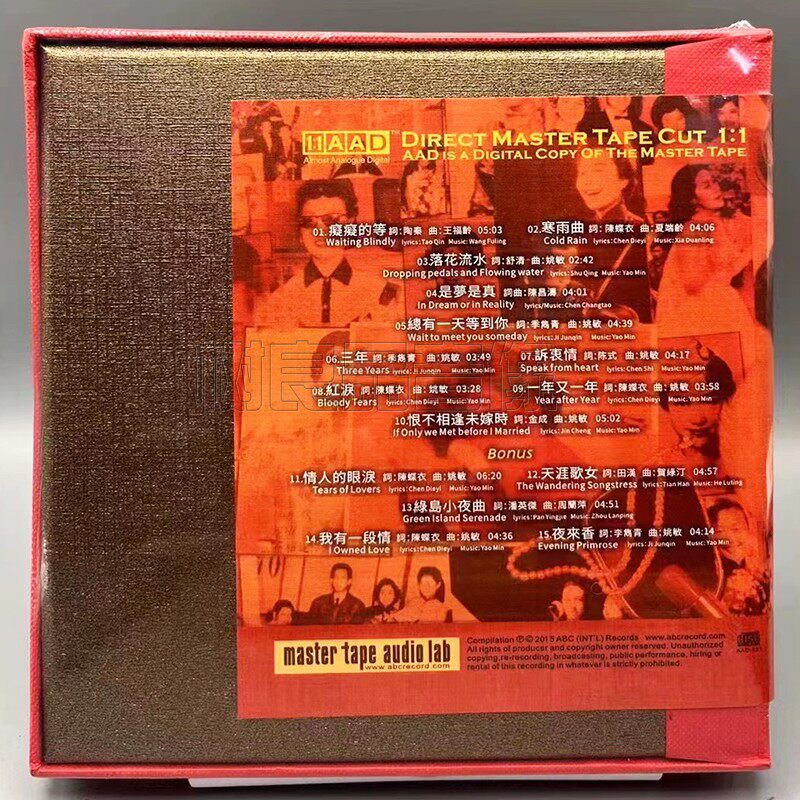 1:1 AAD TM DIRECT MASTER TAPE CUT 1:1
Almost Analogue Digital AAD IS A DIGITAL COPY OF THE MASTER TAPE
01.癡癡的等 詞:陶秦 曲:王福齡 05:03
Waiting Blindly lyrics:Tao Qin Music:Wang Fuling
02.寒雨曲 詞:陳蝶衣 曲:夏端齡 04:06
Cold Rain lyrics:Chen Dieyi Music:Xia Duanling
03.落花流水 詞:舒清 曲:姚敏 02:42
Dropping pedals and Flowing water lyrics:Shu Qing Music:Yao Min
04.是夢是真 詞曲:陳昌濤 04:01
In Dream or in Reality lyrics/Music:Chen Changtao
05.總有一天等到你 詞:季雋青 曲:姚敏 04:39
Wait to meet you someday lyrics:Ji Junqin Music:Yao Min
06.三年 詞:季雋青 曲:姚敏 03:49
Three Years lyrics:Ji Junqin Music:Yao Min
07.訴衷情 詞:陈式 曲:姚敏 04:17
Speak from heart lyrics:Chen Shi Music:Yao Min
08.紅淚 詞:陳蝶衣 曲:姚敏 03:28
Bloody Tears lyrics:Chen Dieyi Music:Yao Min
09.一年又一年 詞:陳蝶衣 曲:姚敏 03:58
Year after Year lyrics:Chen Dieyi Music:Yao Min
10.恨不相逢未嫁時 詞:金成 曲:姚敏 05:02
If Only we Met before I Married lyrics:Jin Cheng Music:Yao Min
Bonus
11.情人的眼淚 詞:陳蝶衣 曲:姚敏 06:20
Tears of Lovers lyrics:Chen Dieyi Music:Yao Min
12.天涯歌女 詞:田漢 曲:賀綠汀 04:57
The Wandering Songstress lyrics:Tian Han Music:He Luting
13.綠島小夜曲 詞:潘英傑 曲:周蘭萍 04:51
Green Island Serenade lyrics:Pan Yingjie Music:Zhou Lanping
14.我有一段情 詞:陳蝶衣 曲:姚敏 04:36
I Owned Love lyrics:Chen Dieyi Music:Yao Min
15.夜來香 詞:李雋青 曲:姚敏 04:14
Evening Primrose lyrics:Ji Junqin Music:Yao Min
master tape audio lab
www.abcrecord.com
Compilation ℗© 2015 ABC (INT'L) Records www.abcrecord.com
All rights of producer and copyright owner reserved. Unauthorized
copying,re-recording, broadcasting, public performance, hiring or
rental of this recording in whatever is strictly prohibited.